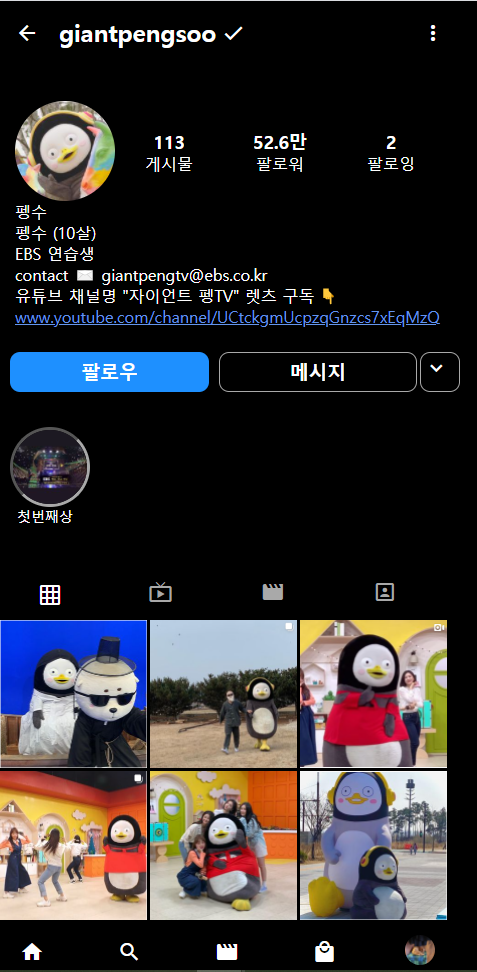 giantpengsoo
113
게시물
52.6만
팔로워
2
팔로잉
펭수
펭수 (10살)
EBS 연습생
contact ✉️ giantpengtv@ebs.co.kr
유튜브 채널명 "자이언트 펭TV" 렛츠 구독 👇
www.youtube.com/channel/UCtckgmUcpzqGnzcs7xEqMzQ
팔로우
메시지
첫번째상